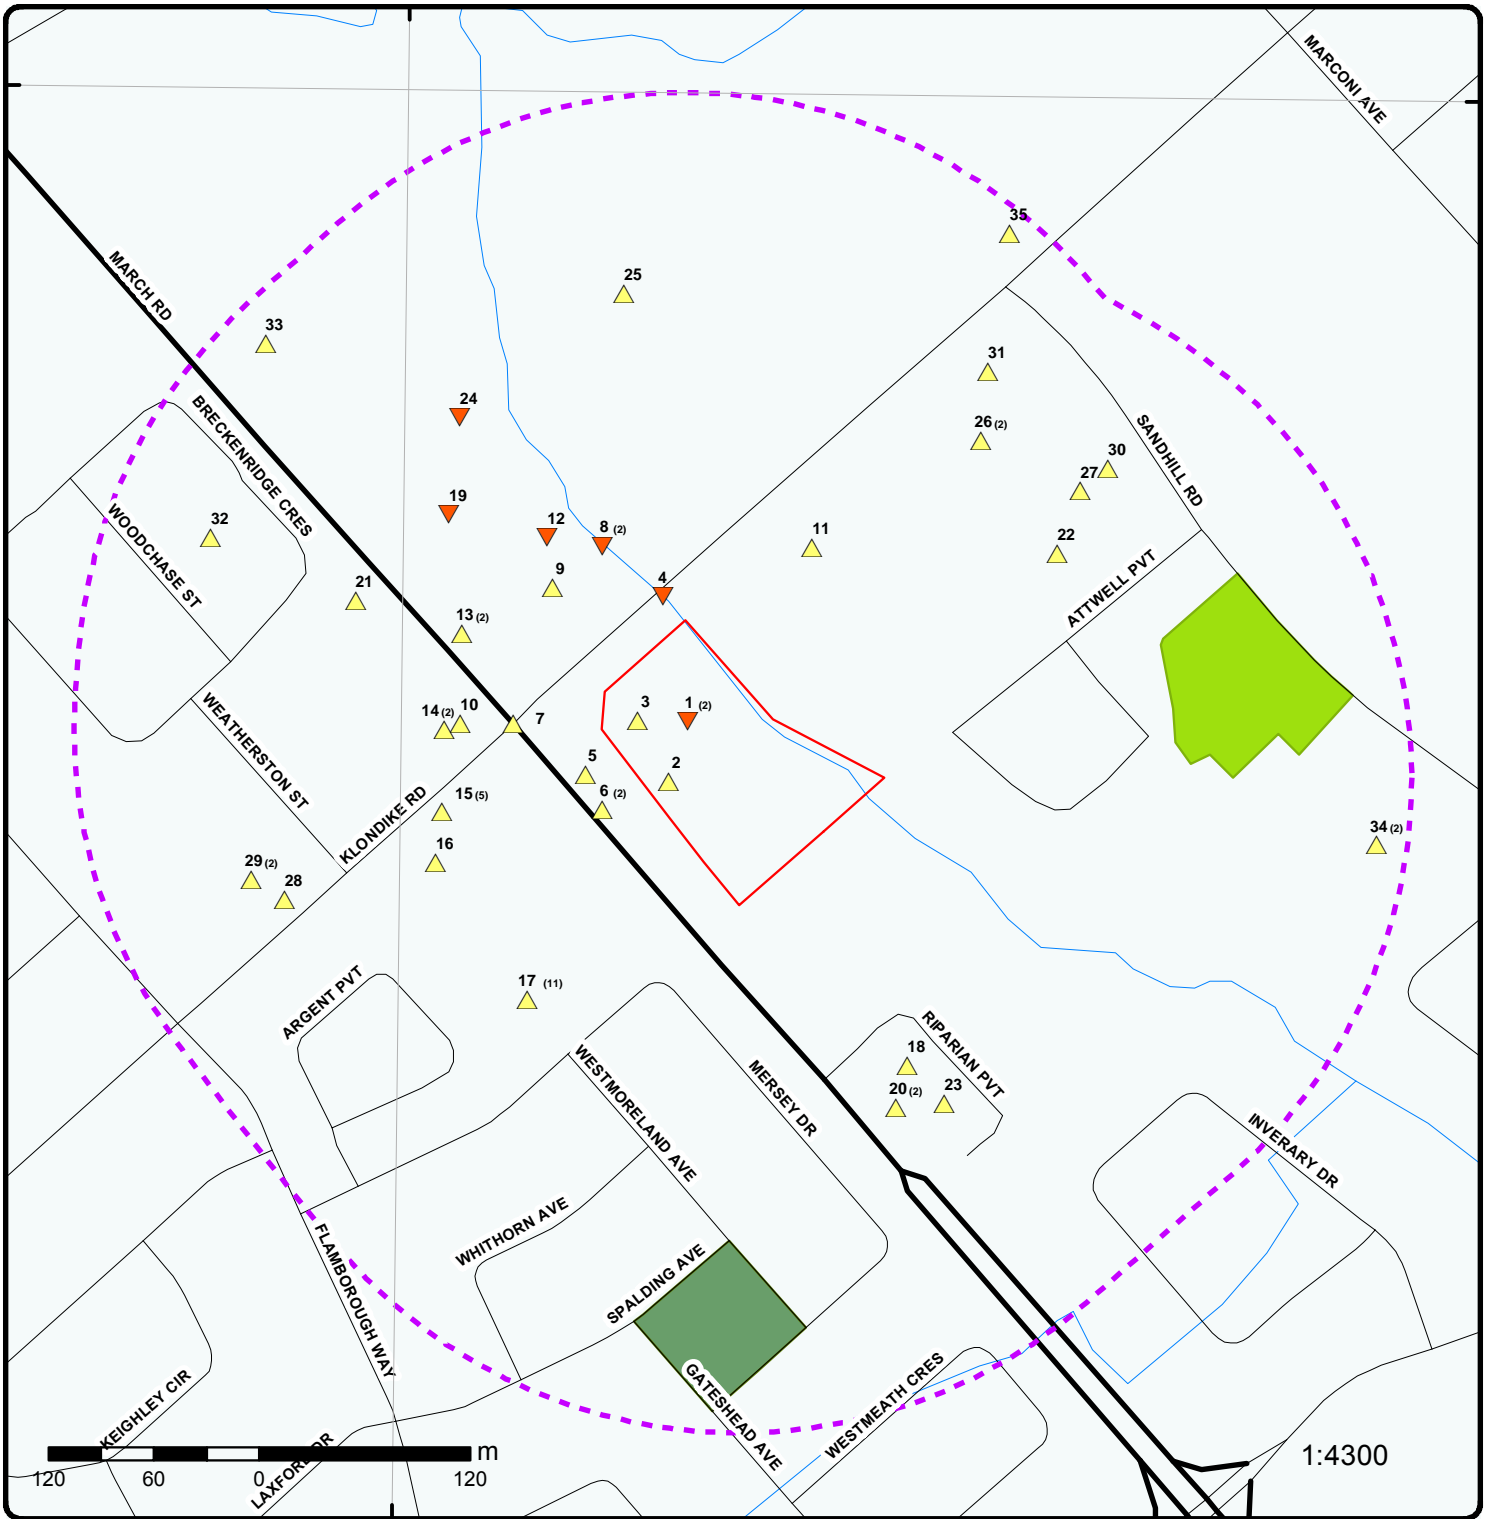 MARCONI AVE
35
MARCH RD
25
33
31
BRECKENRIDGE CRES
24
SANDHILL RD
26 (2)
30
27
19
WOODCHASE ST
32
12
8 (2)
11
22
ATTWELL PVT
9
4
21
13 (2)
WEATHERSTON ST
14 (2)
10
7
3
1 (2)
5
2
6 (2)
KLONDIKE RD
15 (5)
16
34 (2)
29 (2)
28
ARGENT PVT
17 (11)
RIPARIAN PVT
18
20 (2)
23
WESTMORELAND AVE
MERSEY DR
INVERARY DR
WHITHORN AVE
FLAMBOROUGH WAY
SPALDING AVE
GATESHEAD AVE
WESTMEATH CRES
KEIGHLEY CIR
LAXFORD DR
m
120 60 0 120
1:4300